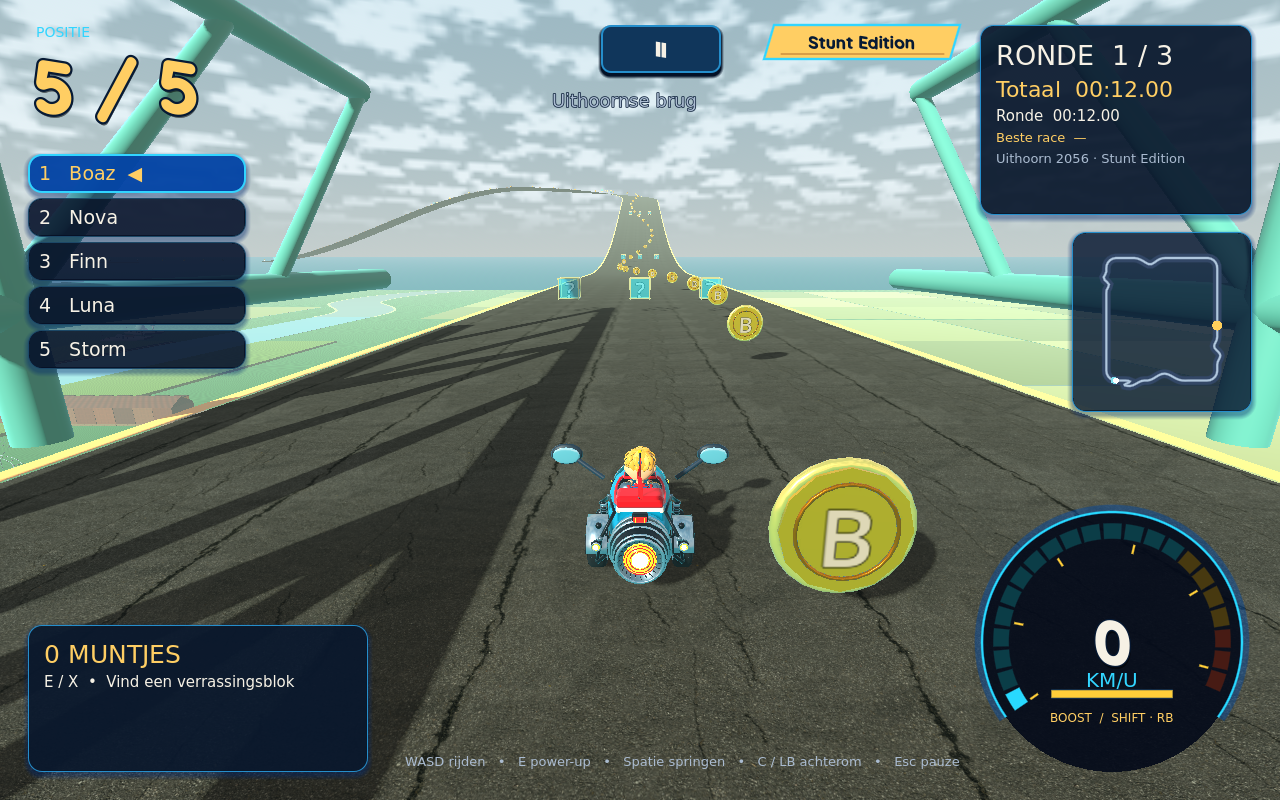 POSITIE
5 / 5
1 Boaz ◀
2 Nova
3 Finn
4 Luna
5 Storm
Uithoornse brug
Stunt Edition
RONDE 1 / 3
Totaal 00:12.00
Ronde 00:12.00
Beste race —
Uithoorn 2056 · Stunt Edition
?
?
?
B
B
B
B
0 MUNTJES
E / X • Vind een verrassingsblok
0
KM/U
BOOST / SHIFT · RB
WASD rijden • E power-up • Spatie springen • C / LB achterom • Esc pauze